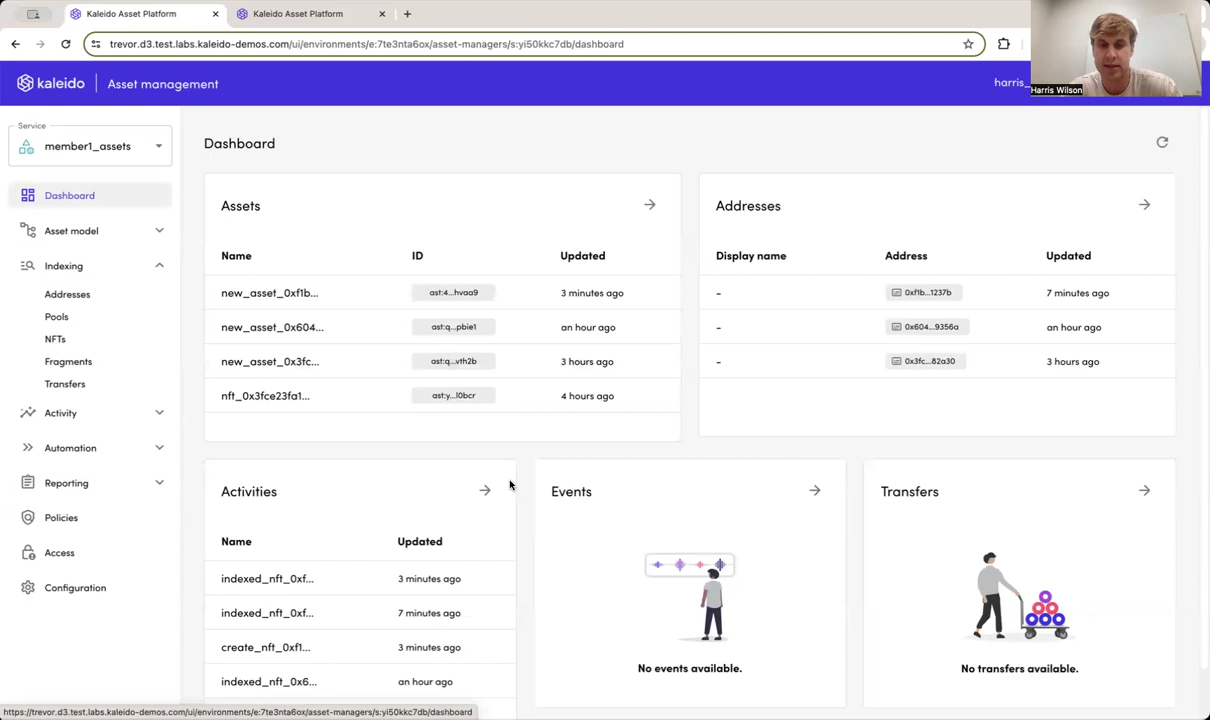 Kaleido Asset Platform
Kaleido Asset Platform
trevor.d3.test.labs.kaleido-demos.com/ui/environments/e:7te3nta6ox/asset-managers/s:yi50kkc7db/dashboard
kaleido
Asset management
harris_
Harris Wilson
Service
member1_assets
Dashboard
Asset model
Indexing
Addresses
Pools
NFTs
Fragments
Transfers
Activity
Automation
Reporting
Policies
Access
Configuration
Dashboard
Assets
Name ID Updated
new_asset_0xf1b... ast:4...hvaa9 3 minutes ago
new_asset_0x604... ast:q...pbie1 an hour ago
new_asset_0x3fc... ast:q...vth2b 3 hours ago
nft_0x3fce23fa1... ast:y...l0bcr 4 hours ago
Addresses
Display name Address Updated
- 0xf1b...1237b 7 minutes ago
- 0x604...9356a an hour ago
- 0x3fc...82a30 3 hours ago
Activities
Name Updated
indexed_nft_0xf... 3 minutes ago
indexed_nft_0xf... 7 minutes ago
create_nft_0xf1... 3 minutes ago
indexed_nft_0x6... an hour ago
Events
No events available.
Transfers
No transfers available.
https://trevor.d3.test.labs.kaleido-demos.com/ui/environments/e:7te3nta6ox/asset-managers/s:yi50kkc7db/dashboard